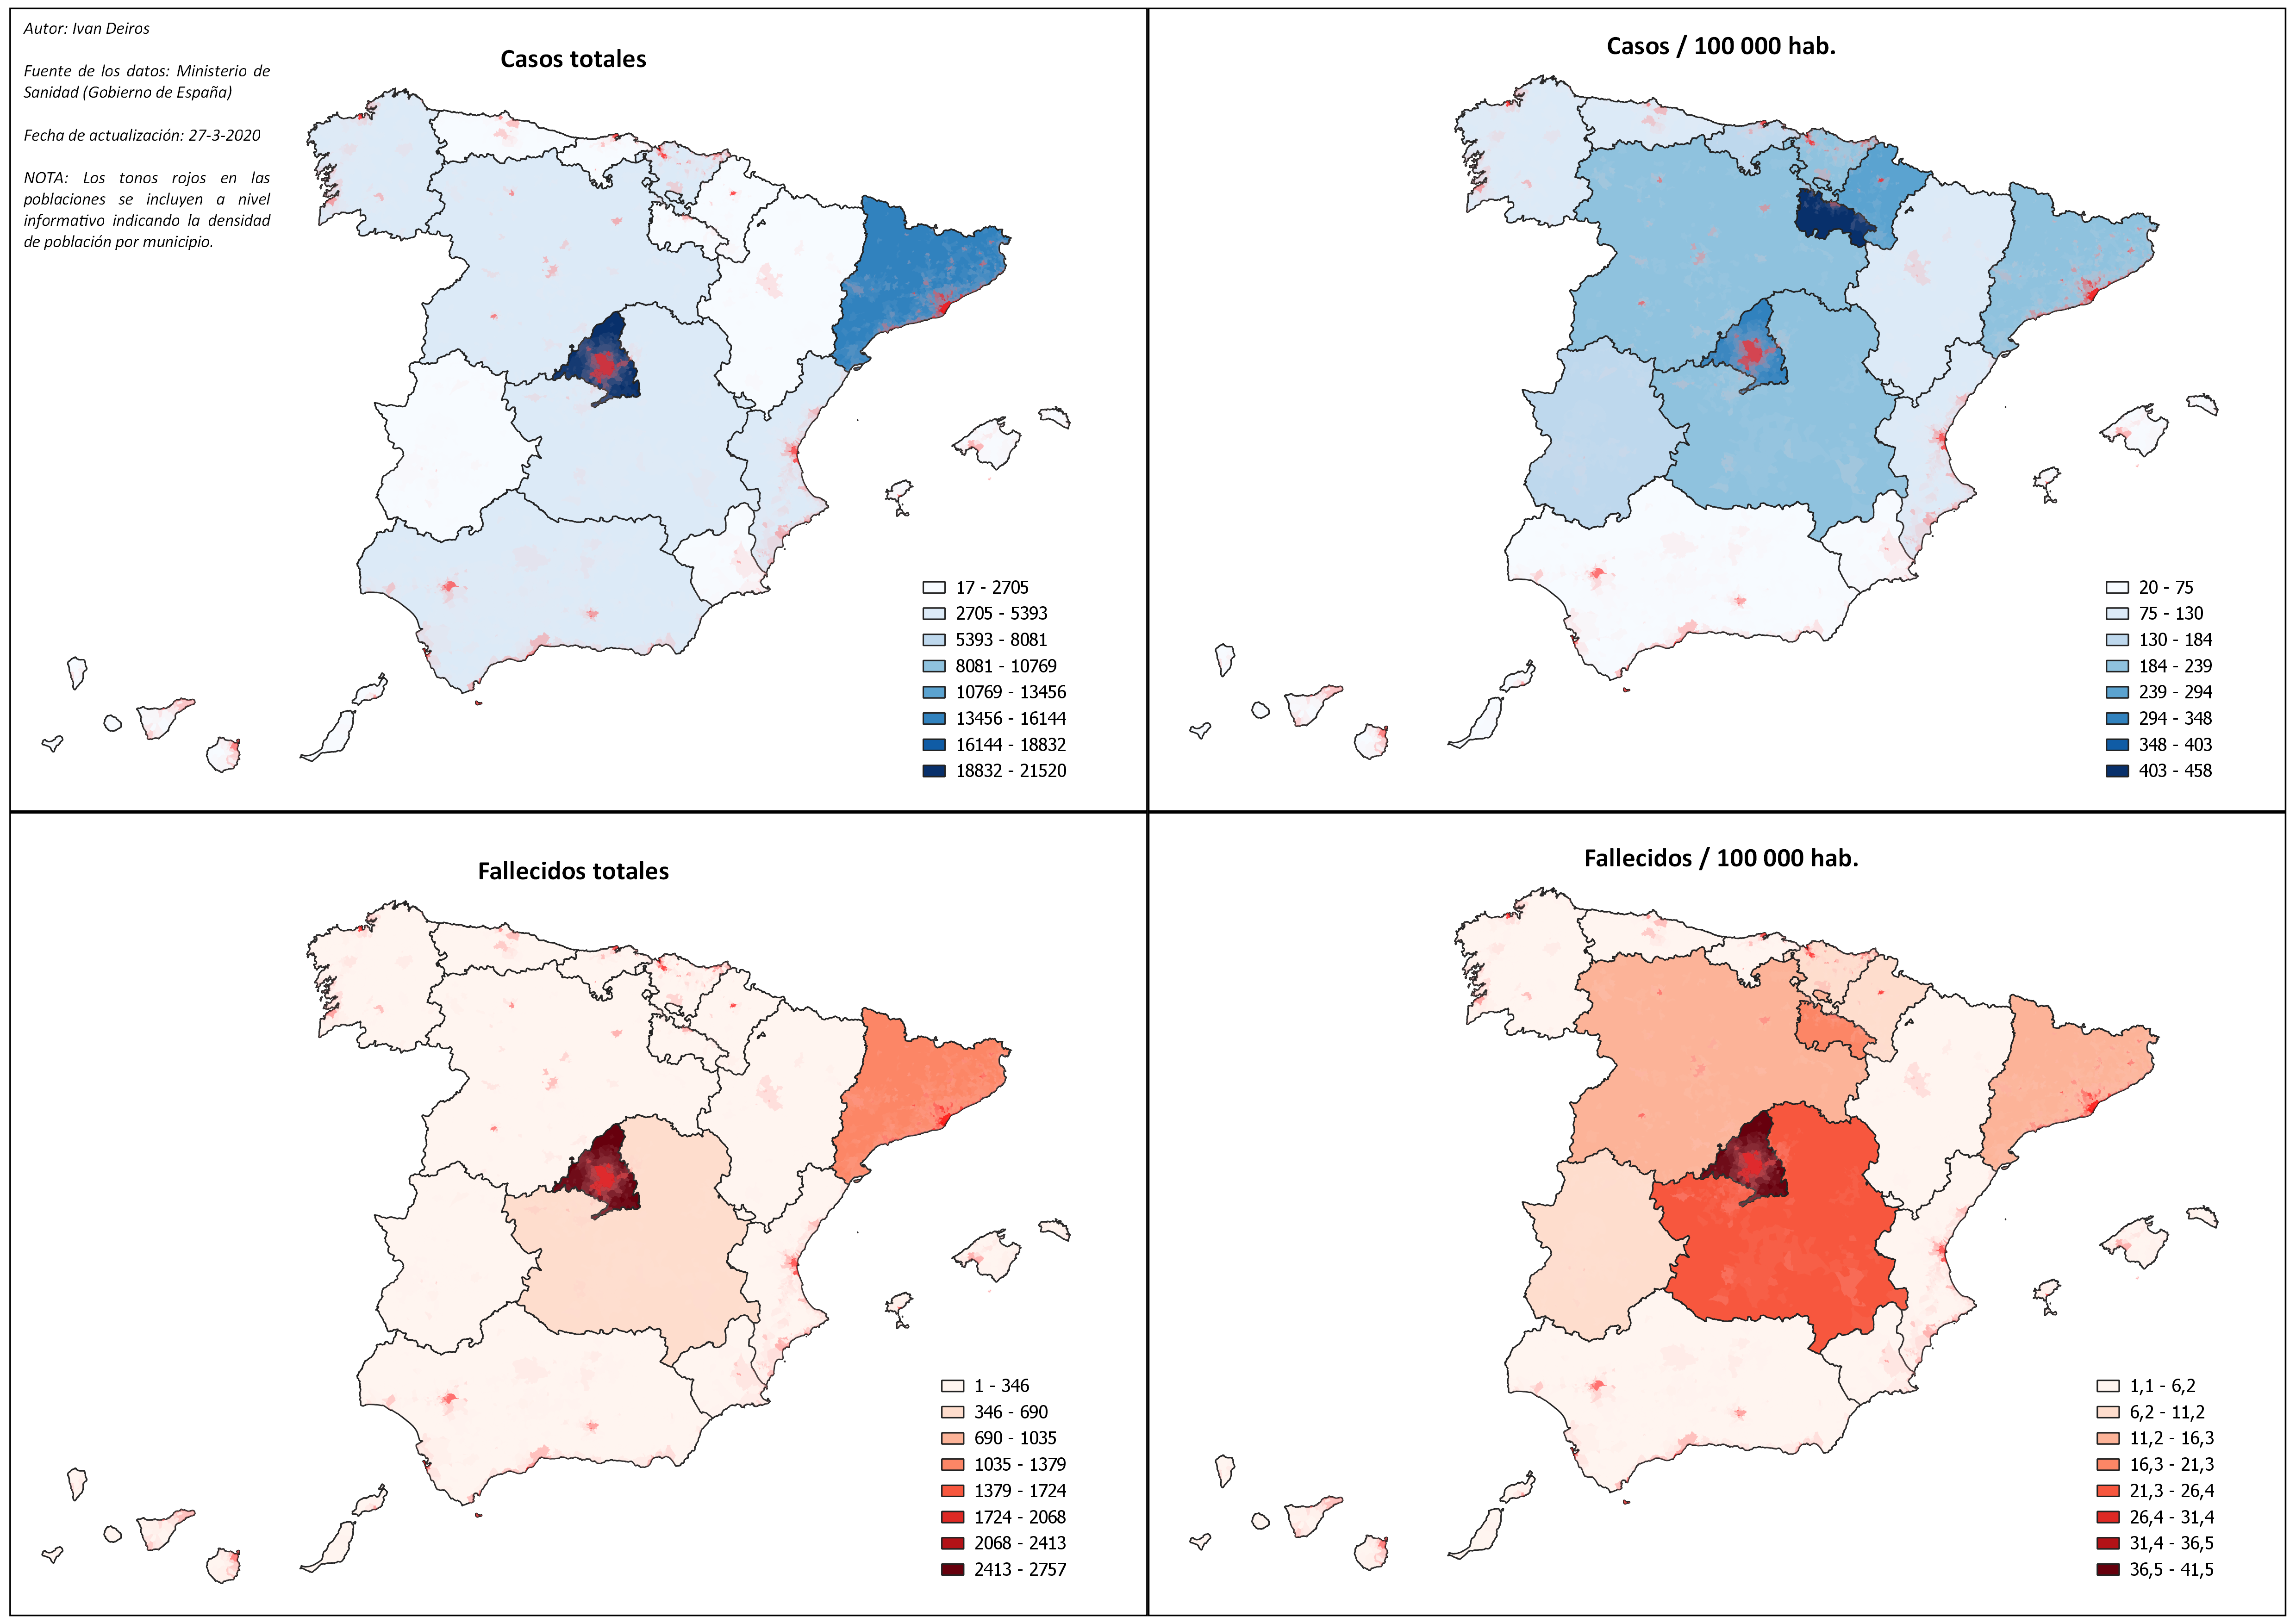 Autor: Ivan Deiros
Fuente de los datos: Ministerio de
Sanidad (Gobierno de España)
Fecha de actualización: 27-3-2020
NOTA: Los tonos rojos en las
poblaciones se incluyen a nivel
informativo indicando la densidad
de población por municipio.
Casos totales
17 - 2705
2705 - 5393
5393 - 8081
8081 - 10769
10769 - 13456
13456 - 16144
16144 - 18832
18832 - 21520
Casos / 100 000 hab.
20 - 75
75 - 130
130 - 184
184 - 239
239 - 294
294 - 348
348 - 403
403 - 458
Fallecidos totales
1 - 346
346 - 690
690 - 1035
1035 - 1379
1379 - 1724
1724 - 2068
2068 - 2413
2413 - 2757
Fallecidos / 100 000 hab.
1,1 - 6,2
6,2 - 11,2
11,2 - 16,3
16,3 - 21,3
21,3 - 26,4
26,4 - 31,4
31,4 - 36,5
36,5 - 41,5